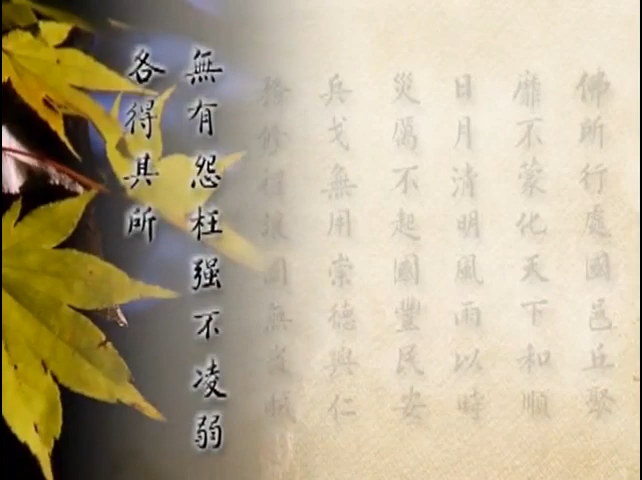 佛所行處國邑丘聚
靡不蒙化天下和順
日月清明風雨以時
災厲不起國豐民安
兵戈無用崇德興仁
務修禮讓國無盜賊
無有怨枉强不凌弱
各得其所